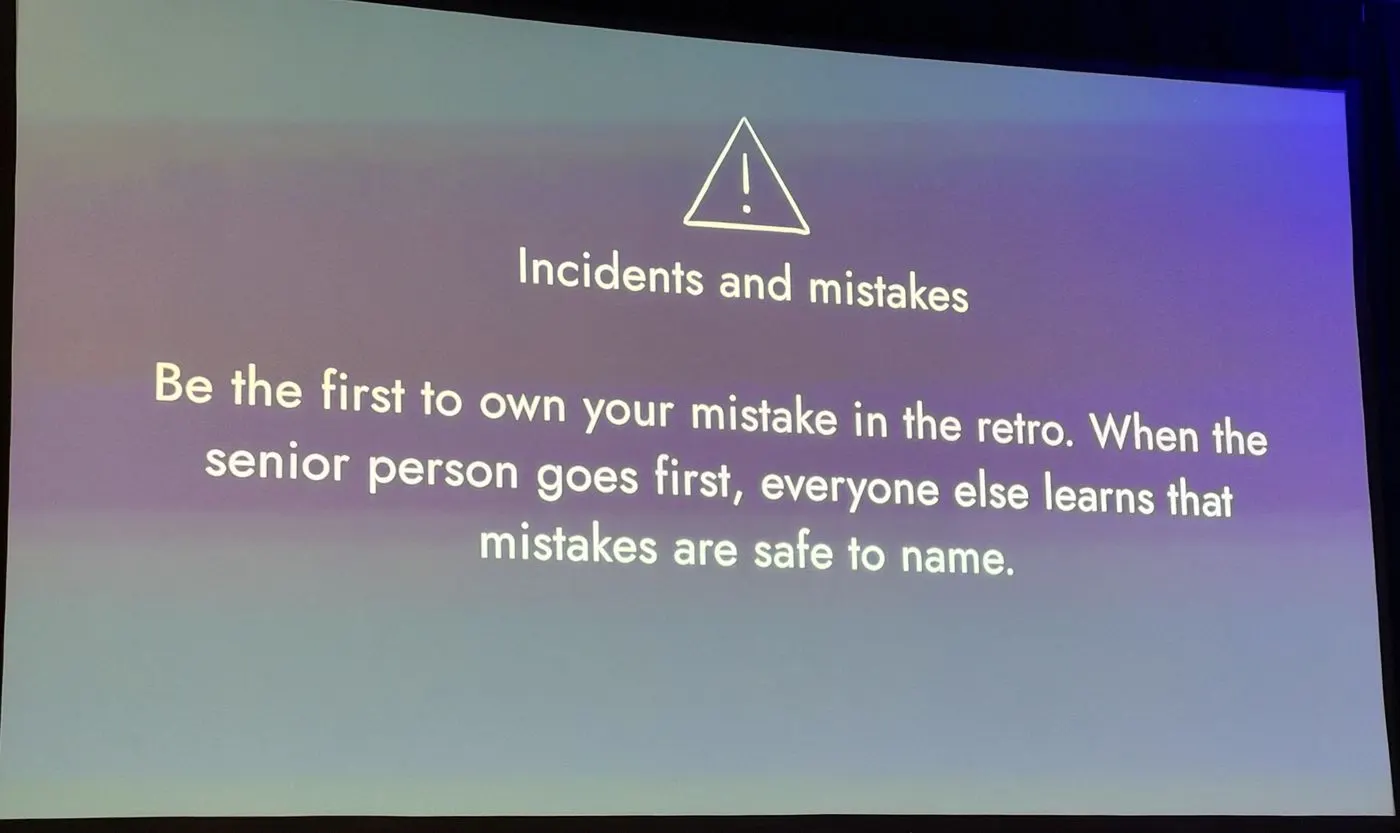 Incidents and mistakes
Be the first to own your mistake in the retro. When the
senior person goes first, everyone else learns that
mistakes are safe to name.